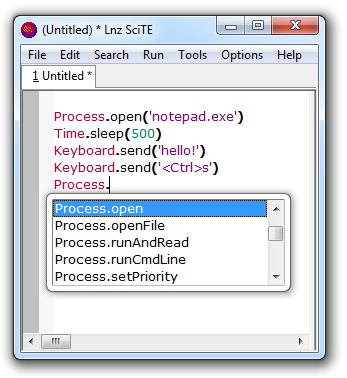 (Untitled) * Lnz SciTE
File Edit Search Run Tools Options Help
1 Untitled *
Process.open('notepad.exe')
Time.sleep(500)
Keyboard.send('hello!')
Keyboard.send('<Ctrl>s')
Process.
Process.open
Process.openFile
Process.runAndRead
Process.runCmdLine
Process.setPriority